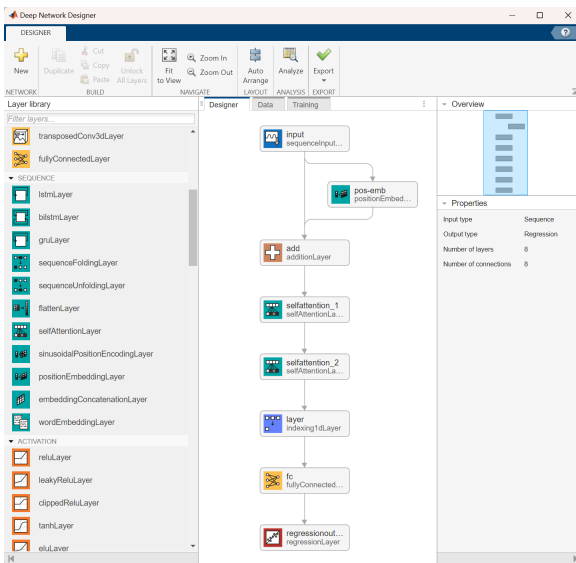 Deep Network Designer
DESIGNER
?
New
Duplicate
Cut
Copy
Paste
Unlock
All Layers
Fit
to View
Zoom In
Zoom Out
Auto
Arrange
Analyze
Export
NETWORK
BUILD
NAVIGATE
LAYOUT
ANALYSIS
EXPORT
Layer library
Filter layers...
transposedConv3dLayer
fullyConnectedLayer
SEQUENCE
lstmLayer
bilstmLayer
gruLayer
sequenceFoldingLayer
sequenceUnfoldingLayer
flattenLayer
selfAttentionLayer
sinusoidalPositionEncodingLayer
positionEmbeddingLayer
embeddingConcatenationLayer
wordEmbeddingLayer
ACTIVATION
reluLayer
leakyReluLayer
clippedReluLayer
tanhLayer
eluLayer
Designer
Data
Training
input
sequenceInput...
pos-emb
positionEmbed...
add
additionLayer
selfattention_1
selfAttentionLa...
selfattention_2
selfAttentionLa...
layer
indexing1dLayer
fc
fullyConnected...
regressionout...
regressionLayer
Overview
Properties
Input type Sequence
Output type Regression
Number of layers 8
Number of connections 8